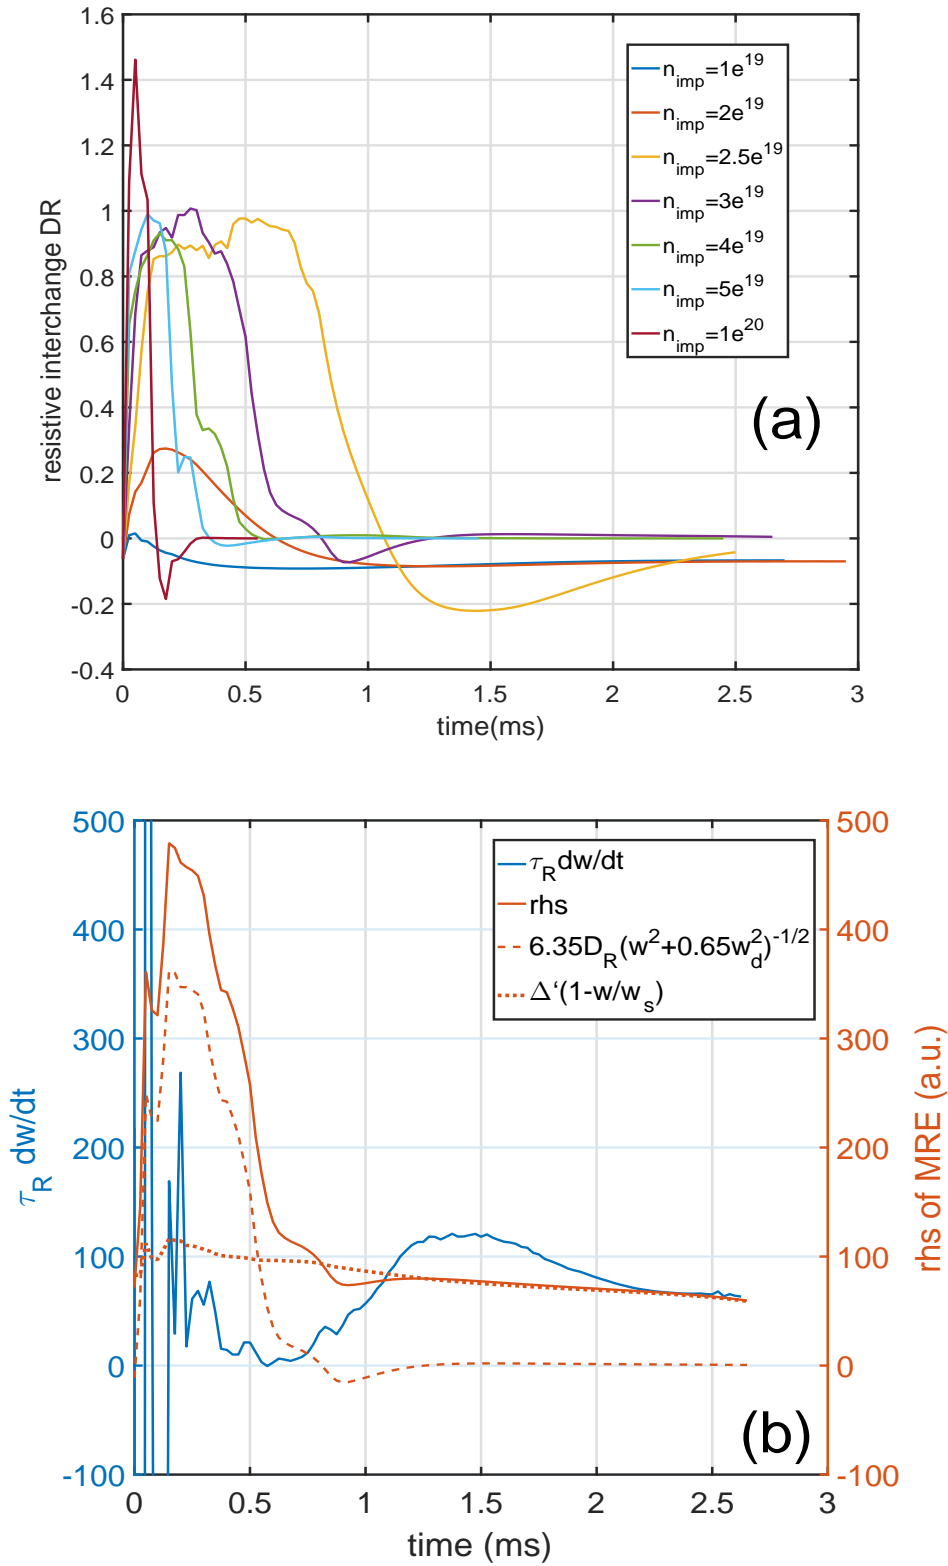 1.6
1.4
1.2
1
0.8
0.6
0.4
0.2
0
-0.2
-0.4
resistive interchange DR
n_imp=1e^19
n_imp=2e^19
n_imp=2.5e^19
n_imp=3e^19
n_imp=4e^19
n_imp=5e^19
n_imp=1e^20
(a)
0 0.5 1 1.5 2 2.5 3
time(ms)
500
400
300
200
100
0
-100
τ_R dw/dt
τ_R dw/dt
rhs
6.35D_R(w^2+0.65w_d^2)^-1/2
Δ‘(1-w/w_s)
(b)
500
400
300
200
100
0
-100
rhs of MRE (a.u.)
0 0.5 1 1.5 2 2.5 3
time (ms)